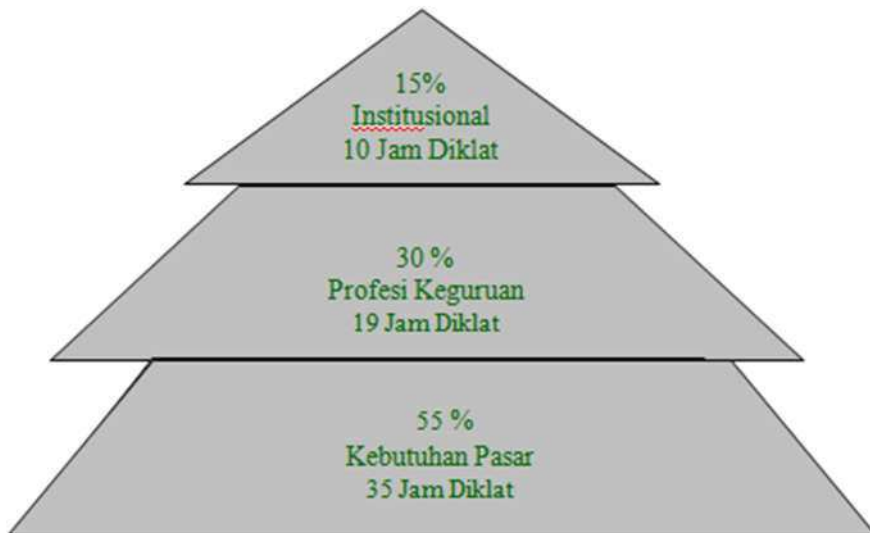 15%
Institusional
10 Jam Diklat
30 %
Profesi Keguruan
19 Jam Diklat
55 %
Kebutuhan Pasar
35 Jam Diklat